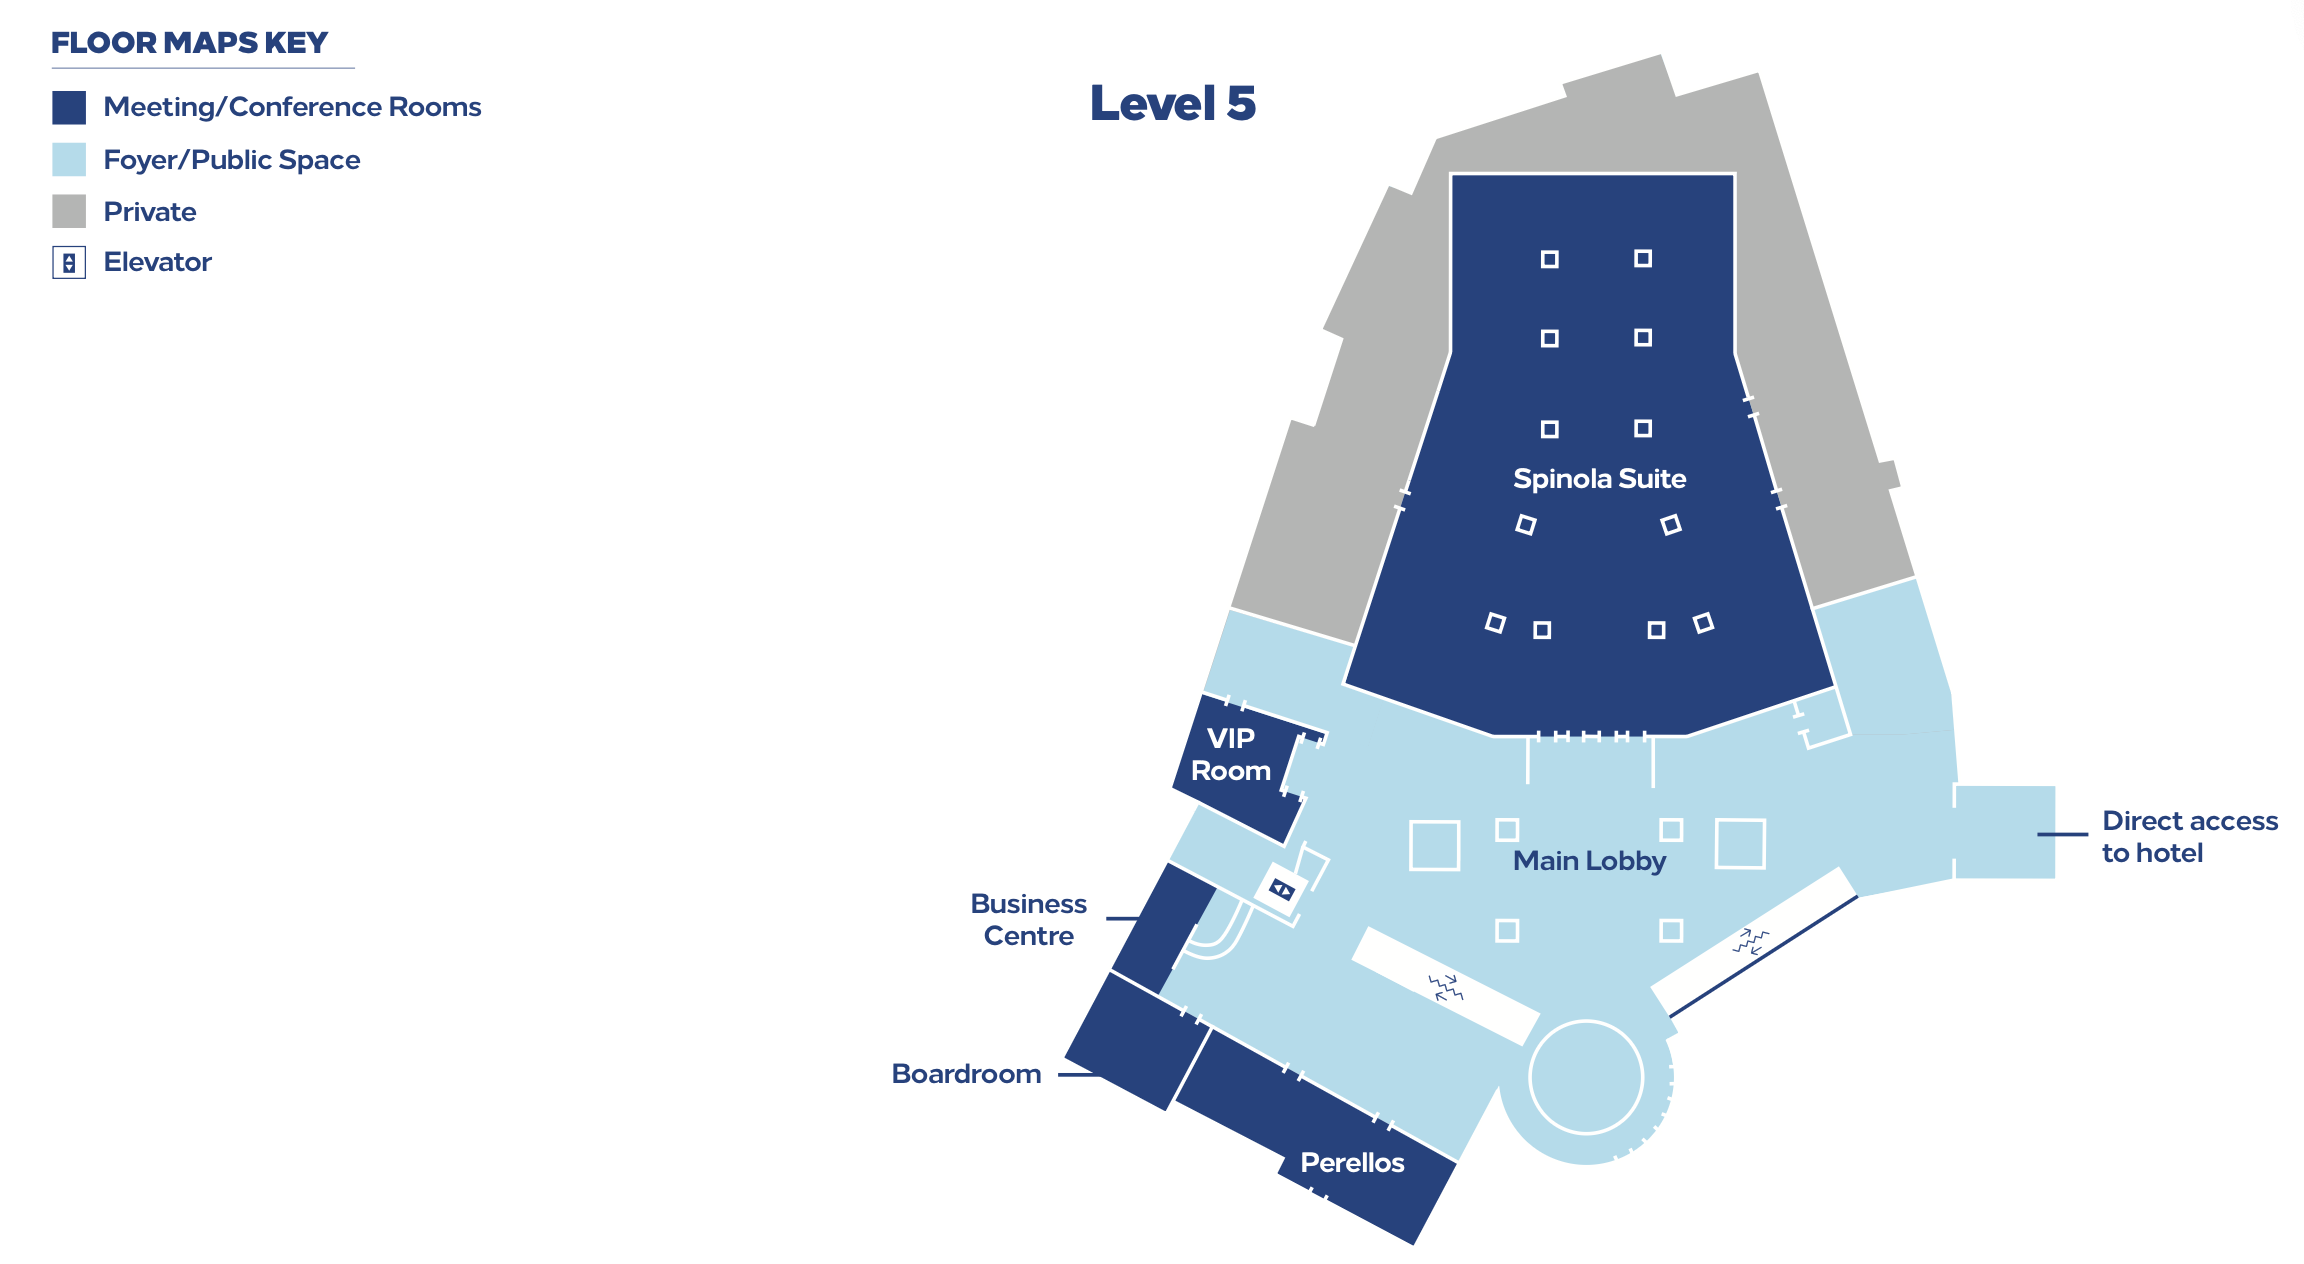 FLOOR MAPS KEY
Meeting/Conference Rooms
Foyer/Public Space
Private
Elevator
Level 5
Spinola Suite
VIP
Room
Main Lobby
Direct access
to hotel
Business
Centre
Boardroom
Perellos